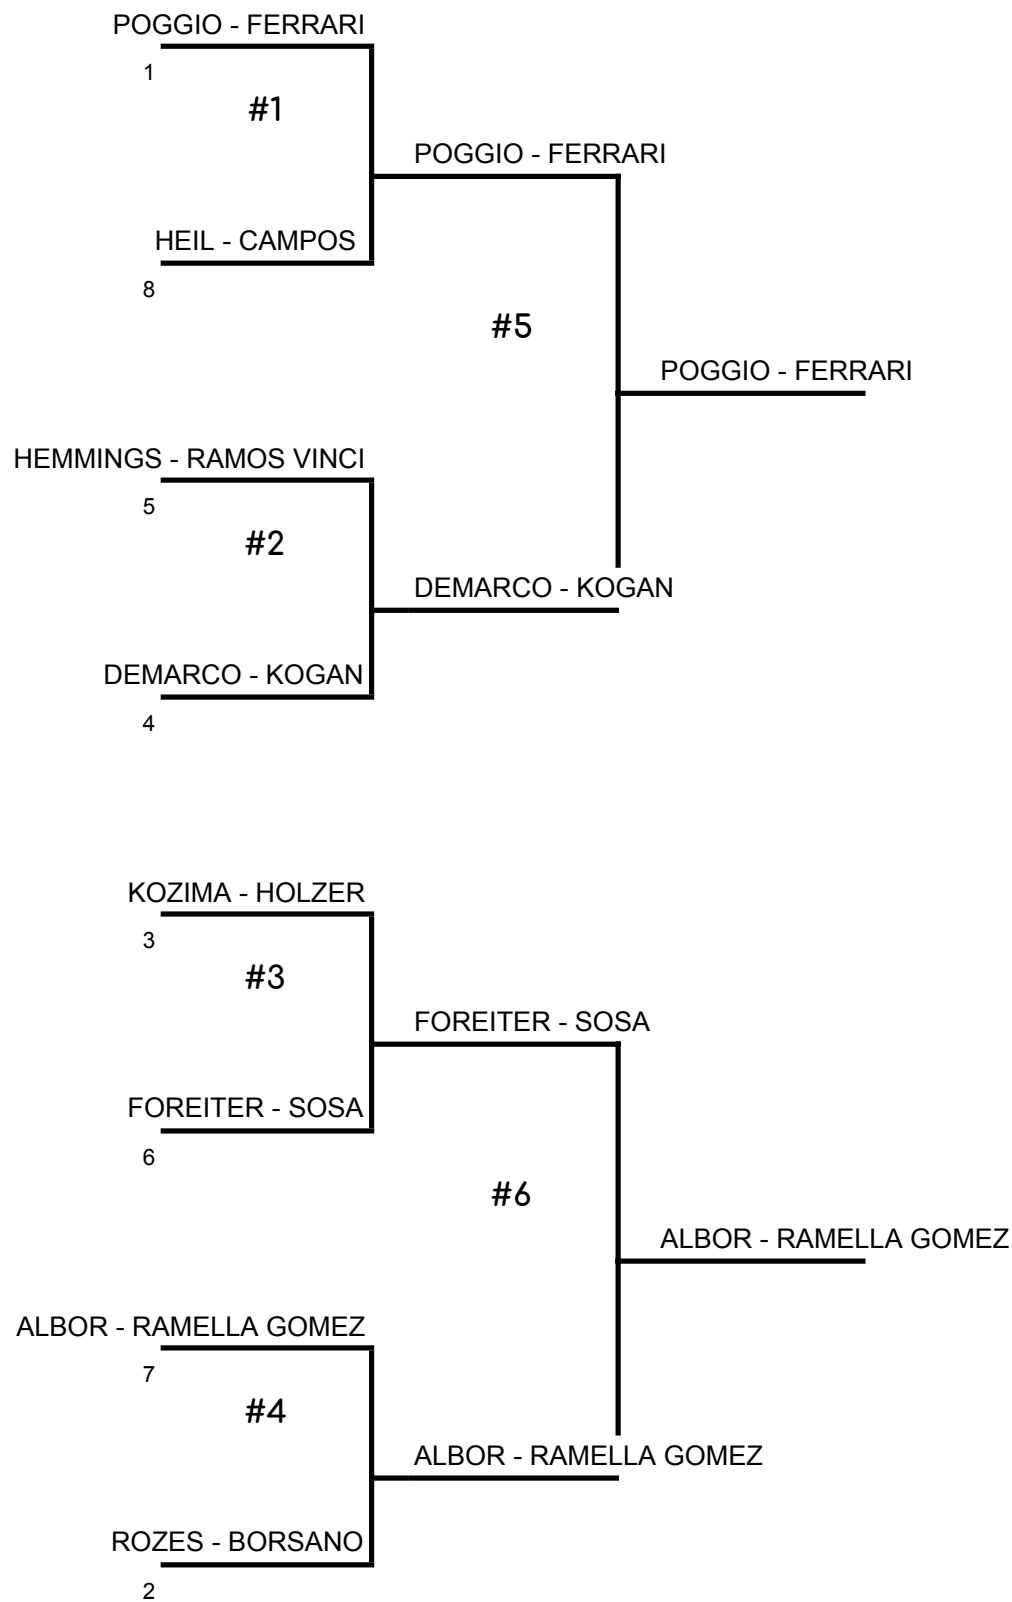 POGGIO - FERRARI
1
#1
POGGIO - FERRARI
HEIL - CAMPOS
8
#5
POGGIO - FERRARI
HEMMINGS - RAMOS VINCI
5
#2
DEMARCO - KOGAN
DEMARCO - KOGAN
4
KOZIMA - HOLZER
3
#3
FOREITER - SOSA
FOREITER - SOSA
6
#6
ALBOR - RAMELLA GOMEZ
ALBOR - RAMELLA GOMEZ
7
#4
ALBOR - RAMELLA GOMEZ
ROZES - BORSANO
2